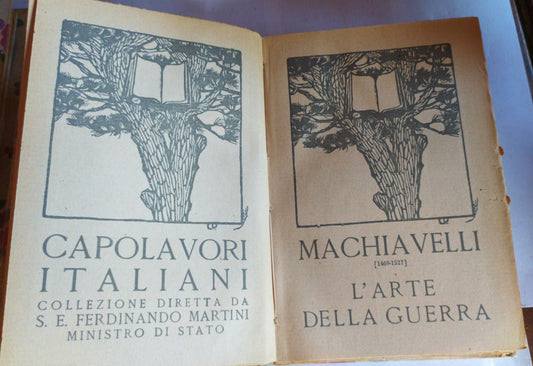 CAPOLAVORI
ITALIANI
COLLEZIONE DIRETTA DA
S. E. FERDINANDO MARTINI
MINISTRO DI STATO
MACHIAVELLI
[1469-1527]
L'ARTE
DELLA GUERRA